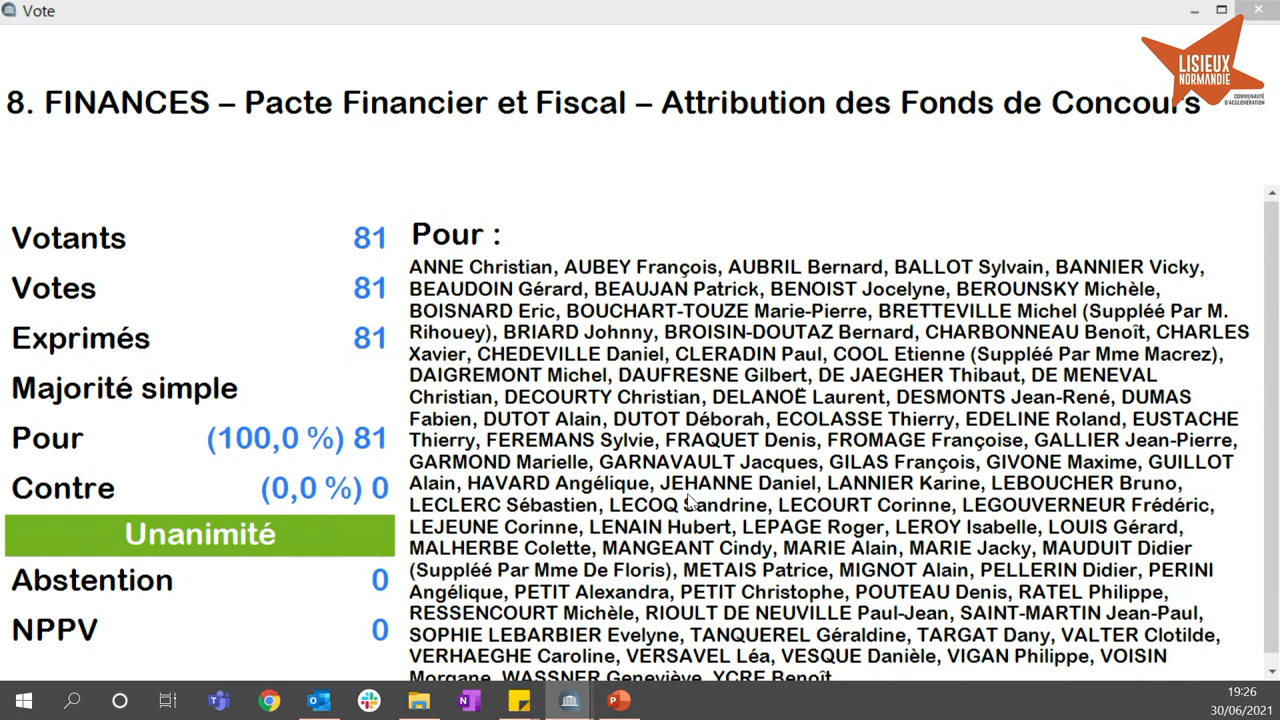 Vote
LISIEUX
NORMANDIE
COMMUNAUTÉ
D'AGGLOMÉRATION
8. FINANCES – Pacte Financier et Fiscal – Attribution des Fonds de Concours
Votants 81
Votes 81
Exprimés 81
Majorité simple
Pour (100,0 %) 81
Contre (0,0 %) 0
Unanimité
Abstention 0
NPPV 0
Pour :
ANNE Christian, AUBEY François, AUBRIL Bernard, BALLOT Sylvain, BANNIER Vicky,
BEAUDOIN Gérard, BEAUJAN Patrick, BENOIST Jocelyne, BEROUNSKY Michèle,
BOISNARD Eric, BOUCHART-TOUZE Marie-Pierre, BRETTEVILLE Michel (Suppléé Par M.
Rihouey), BRIARD Johnny, BROISIN-DOUTAZ Bernard, CHARBONNEAU Benoît, CHARLES
Xavier, CHEDEVILLE Daniel, CLERADIN Paul, COOL Etienne (Suppléé Par Mme Macrez),
DAIGREMONT Michel, DAUFRESNE Gilbert, DE JAEGHER Thibaut, DE MENEVAL
Christian, DECOURTY Christian, DELANOË Laurent, DESMONTS Jean-René, DUMAS
Fabien, DUTOT Alain, DUTOT Déborah, ECOLASSE Thierry, EDELINE Roland, EUSTACHE
Thierry, FEREMANS Sylvie, FRAQUET Denis, FROMAGE Françoise, GALLIER Jean-Pierre,
GARMOND Marielle, GARNAVAULT Jacques, GILAS François, GIVONE Maxime, GUILLOT
Alain, HAVARD Angélique, JEHANNE Daniel, LANNIER Karine, LEBOUCHER Bruno,
LECLERC Sébastien, LECOQ Sandrine, LECOURT Corinne, LEGOUVERNEUR Frédéric,
LEJEUNE Corinne, LENAIN Hubert, LEPAGE Roger, LEROY Isabelle, LOUIS Gérard,
MALHERBE Colette, MANGEANT Cindy, MARIE Alain, MARIE Jacky, MAUDUIT Didier
(Suppléé Par Mme De Floris), METAIS Patrice, MIGNOT Alain, PELLERIN Didier, PERINI
Angélique, PETIT Alexandra, PETIT Christophe, POUTEAU Denis, RATEL Philippe,
RESSENCOURT Michèle, RIOULT DE NEUVILLE Paul-Jean, SAINT-MARTIN Jean-Paul,
SOPHIE LEBARBIER Evelyne, TANQUEREL Géraldine, TARGAT Dany, VALTER Clotilde,
VERHAEGHE Caroline, VERSAVEL Léa, VESQUE Danièle, VIGAN Philippe, VOISIN
Morgane, WASSNER Geneviève, YCRE Benoît
19:26
30/06/2021